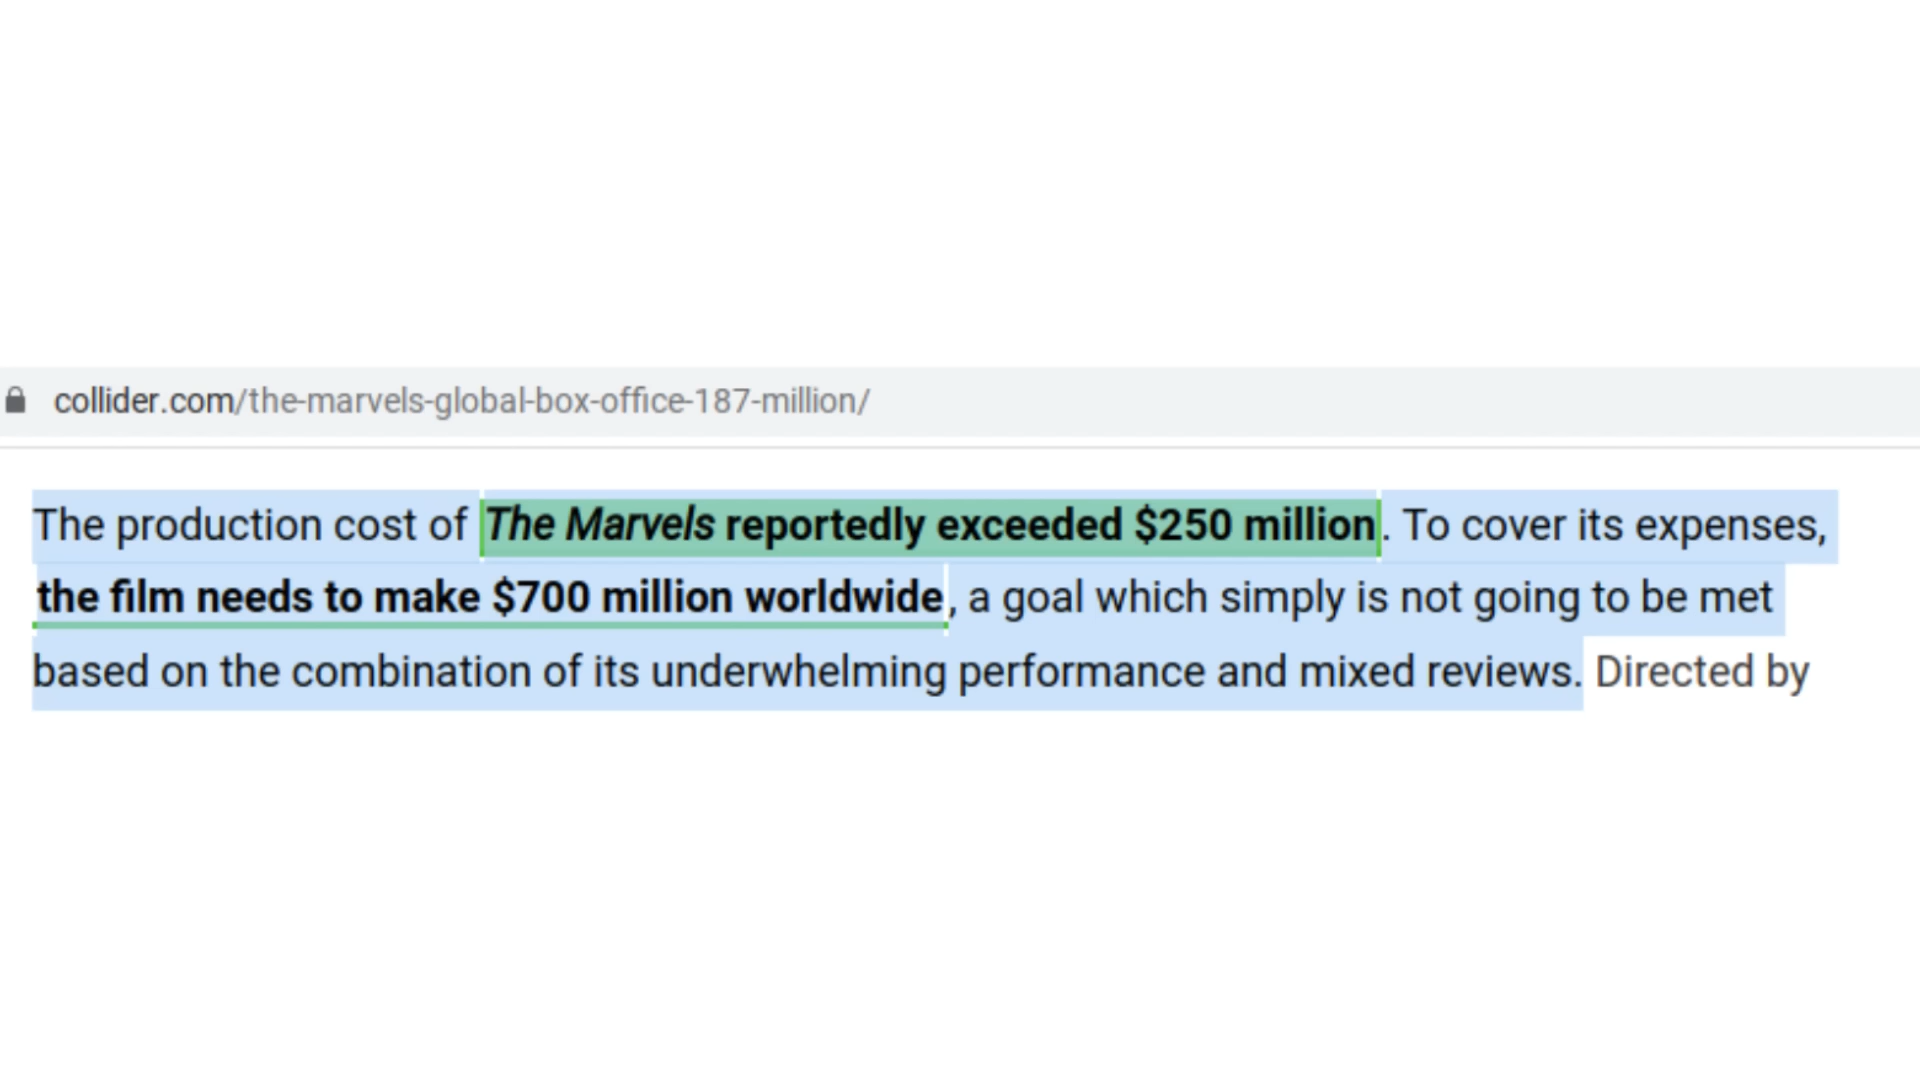 collider.com/the-marvels-global-box-office-187-million/
The production cost of The Marvels reportedly exceeded $250 million. To cover its expenses,
the film needs to make $700 million worldwide, a goal which simply is not going to be met
based on the combination of its underwhelming performance and mixed reviews. Directed by